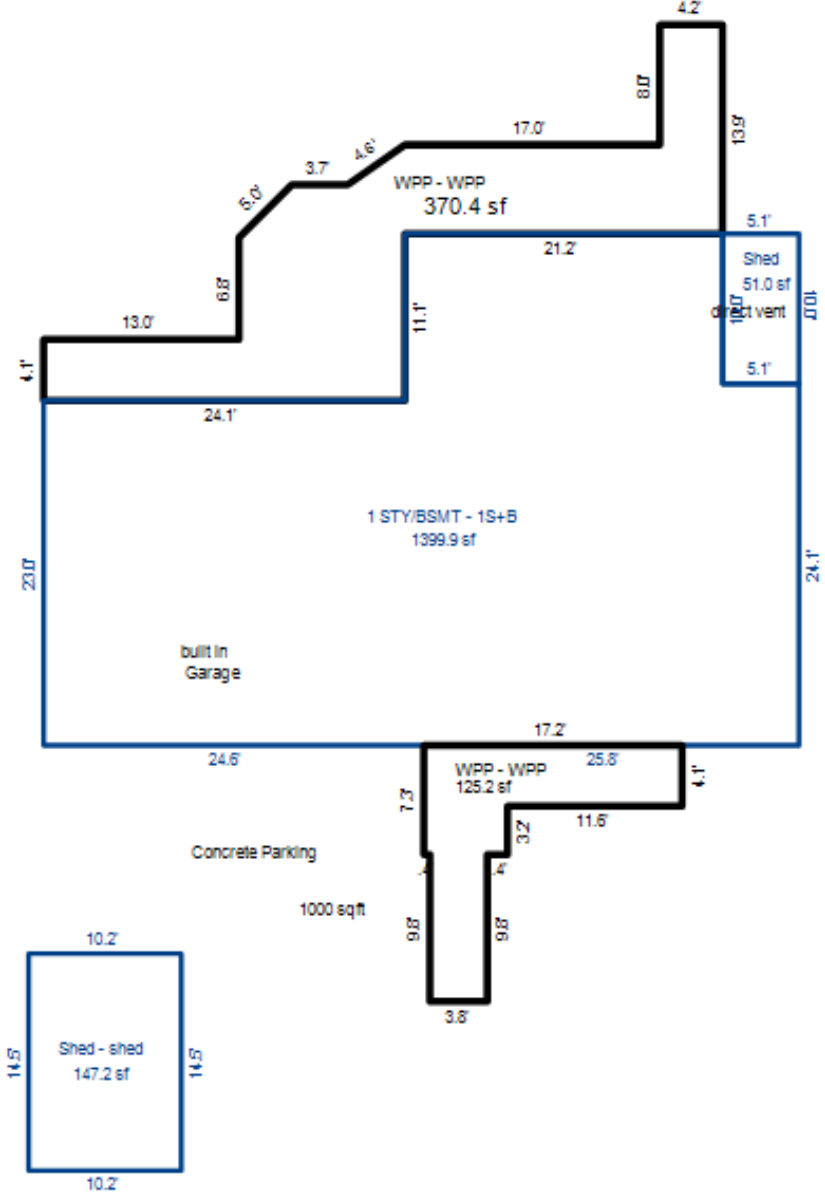 4.2'
8.0'
13.9'
17.0'
4.6'
3.7'
5.0'
WPP - WPP
370.4 sf
5.1'
21.2'
Shed
51.0 sf
10.0'
10.0'
direct vent
6.8'
11.1'
13.0'
4.1'
5.1'
24.1'
1 STY/BSMT - 1S+B
1399.9 sf
23.0'
24.1'
built in
Garage
17.2'
24.6'
25.8'
WPP - WPP
125.2 sf
4.1'
7.3'
3.2'
11.6'
Concrete Parking
.4'
1000 sqft
9.8'
9.8'
10.2'
3.8'
Shed - shed
147.2 sf
14.5'
14.5'
10.2'